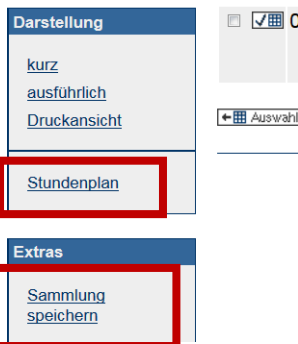 Darstellung
kurz
ausführlich
Druckansicht
Stundenplan
Extras
Sammlung
speichern
Auswahl